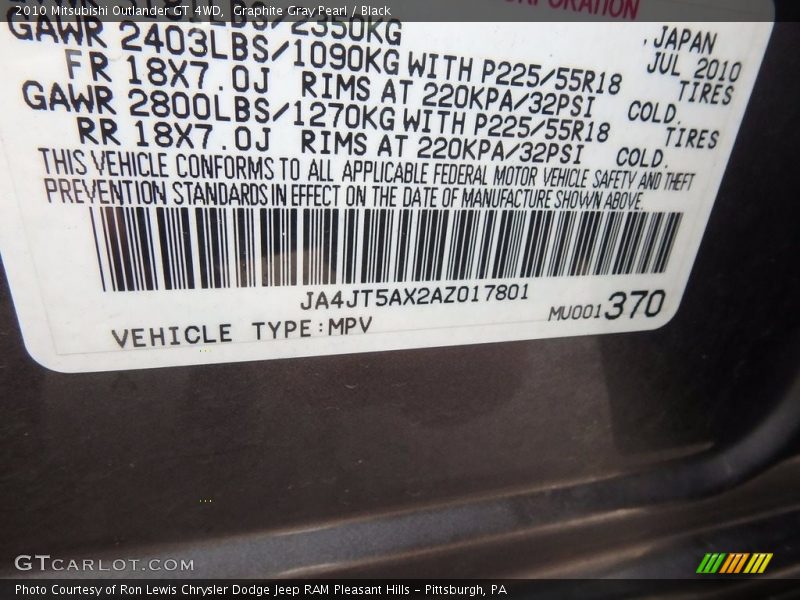 2010 Mitsubishi Outlander GT 4WD, Graphite Gray Pearl / Black
CORPORATION
LBS/2350KG
JAPAN
GAWR 2403LBS/1090KG WITH P225/55R18
JUL 2010
FR 18X7.0J RIMS AT 220KPA/32PSI
TIRES
COLD.
GAWR 2800LBS/1270KG WITH P225/55R18
TIRES
RR 18X7.0J RIMS AT 220KPA/32PSI
COLD.
THIS VEHICLE CONFORMS TO ALL APPLICABLE FEDERAL MOTOR VEHICLE SAFETY AND THEFT
PREVENTION STANDARDS IN EFFECT ON THE DATE OF MANUFACTURE SHOWN ABOVE.
JA4JT5AX2AZ017801
MU001370
VEHICLE TYPE:MPV
GTCARLOT.COM
Photo Courtesy of Ron Lewis Chrysler Dodge Jeep RAM Pleasant Hills - Pittsburgh, PA